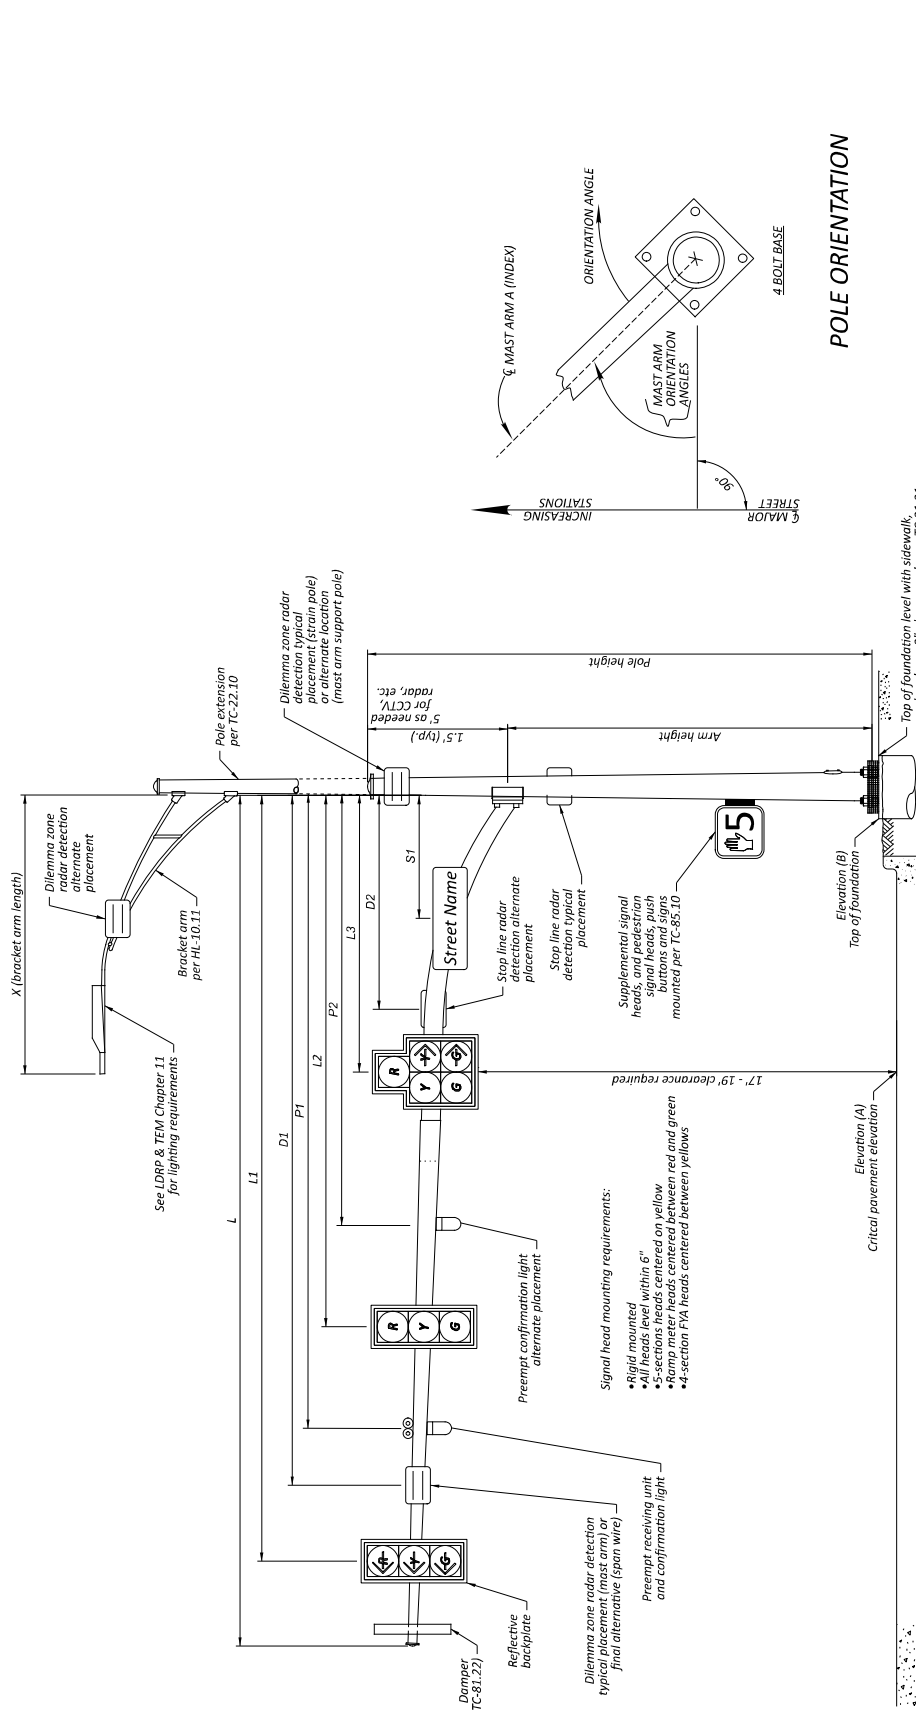 X (bracket arm length)
Dilemma zone
radar detection
alternate
placement
Bracket arm
per HL-10.11
See LDRP & TEM Chapter 11
for lighting requirements
Pole extension
per TC-22.10
Dilemma zone radar
detection typical
placement (strain pole)
or alternate location
(mast arm support pole)
L
L1
D1
P1
L2
P2
L3
D2
S1
5' as needed
for CCTV,
radar, etc.
1.5' (typ.)
Pole height
Arm height
Street Name
Stop line radar
detection alternate
placement
Stop line radar
detection typical
placement
5
Supplemental signal
heads, and pedestrian
signal heads, push
buttons and signs
mounted per TC-85.10
R
Y
Y
G
G
R
Y
G
R
Y
G
17' - 19' clearance required
Preempt confirmation light
alternate placement
Signal head mounting requirements:
•Rigid mounted
•All heads level within 6"
•5-sections heads centered on yellow
•Ramp meter heads centered between red and green
•4-section FYA heads centered between yellows
Preempt receiving unit
and confirmation light
Dilemma zone radar detection
typical placement (mast arm) or
final alternative (span wire)
Reflective
backplate
Damper
TC-81.22)
Elevation (A)
Critcal pavement elevation
Elevation (B)
Top of foundation
Top of foundation level with sidewalk,
℄ MAST ARM A (INDEX)
ORIENTATION ANGLE
MAST ARM
ORIENTATION
ANGLES
INCREASING
STATIONS
90°
℄ MAJOR
STREET
4 BOLT BASE
POLE ORIENTATION